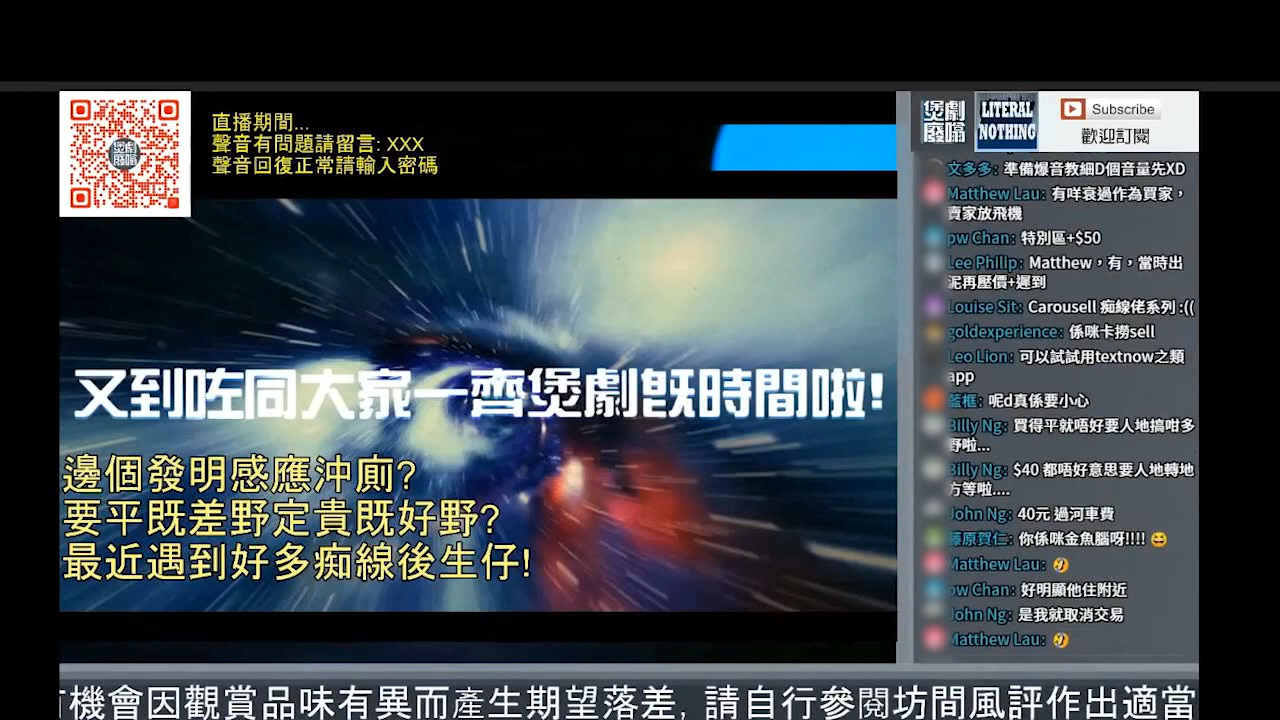 直播期間...
聲音有問題請留言: XXX
聲音回復正常請輸入密碼
煲劇
廢噏
煲劇
廢噏
LITERAL
NOTHING
Subscribe
歡迎訂閱
又到咗同大家一齊煲劇既時間啦!
邊個發明感應沖廁?
要平既差野定貴既好野?
最近遇到好多痴線後生仔!
文多多: 準備爆音教細D個音量先XD
Matthew Lau: 有咩衰過作為買家，
賣家放飛機
pw Chan: 特別區+$50
Lee Philip: Matthew，有，當時出
泥再壓價+遲到
Louise Sit: Carousell 痴線佬系列 :((
goldexperience: 係咪卡撈sell
Leo Lion: 可以試試用textnow之類
app
藍框: 呢d真係要小心
Billy Ng: 買得平就唔好要人地搞咁多
野啦...
Billy Ng: $40 都唔好意思要人地轉地
方等啦....
John Ng: 40元 過河車費
藤原賀仁: 你係咪金魚腦呀!!!! 😄
Matthew Lau: 🤣
pw Chan: 好明顯他住附近
John Ng: 是我就取消交易
Matthew Lau: 🤣
機會因觀賞品味有異而產生期望落差, 請自行參閱坊間風評作出適當